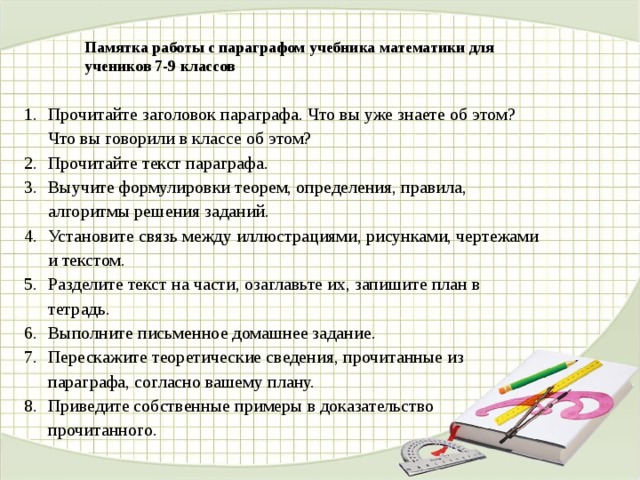 Памятка работы с параграфом учебника математики для
учеников 7-9 классов
1. Прочитайте заголовок параграфа. Что вы уже знаете об этом?
Что вы говорили в классе об этом?
2. Прочитайте текст параграфа.
3. Выучите формулировки теорем, определения, правила,
алгоритмы решения заданий.
4. Установите связь между иллюстрациями, рисунками, чертежами
и текстом.
5. Разделите текст на части, озаглавьте их, запишите план в
тетрадь.
6. Выполните письменное домашнее задание.
7. Перескажите теоретические сведения, прочитанные из
параграфа, согласно вашему плану.
8. Приведите собственные примеры в доказательство
прочитанного.